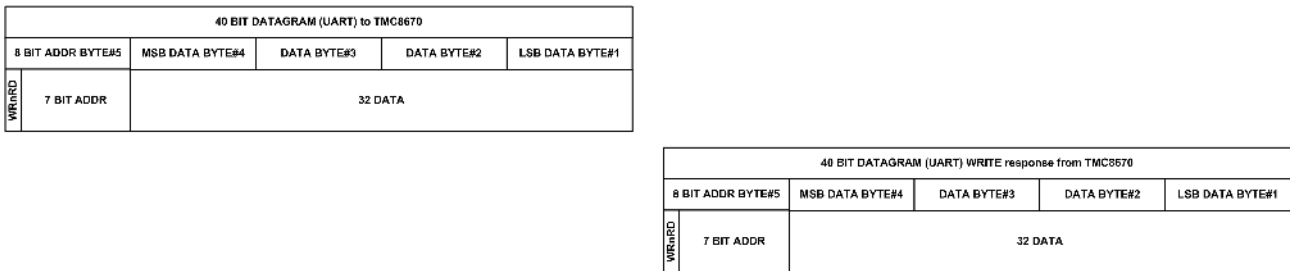 40 BIT DATAGRAM (UART) to TMC8670
8 BIT ADDR BYTE#5 MSB DATA BYTE#4 DATA BYTE#3 DATA BYTE#2 LSB DATA BYTE#1
WRnRD 7 BIT ADDR 32 DATA
40 BIT DATAGRAM (UART) WRITE response from TMC8670
8 BIT ADDR BYTE#5 MSB DATA BYTE#4 DATA BYTE#3 DATA BYTE#2 LSB DATA BYTE#1
WRnRD 7 BIT ADDR 32 DATA